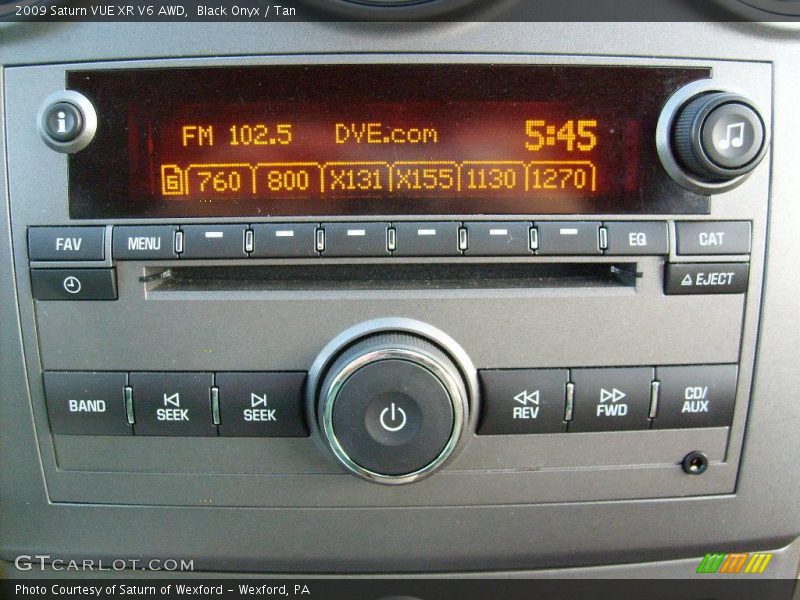 2009 Saturn VUE XR V6 AWD,  Black Onyx / Tan
i
FM 102.5 DVE.com 5:45
6 760 800 X131 X155 1130 1270
FAV MENU EQ CAT
EJECT
BAND SEEK SEEK REV FWD CD/
AUX
GTCARLOT.COM
Photo Courtesy of Saturn of Wexford – Wexford, PA